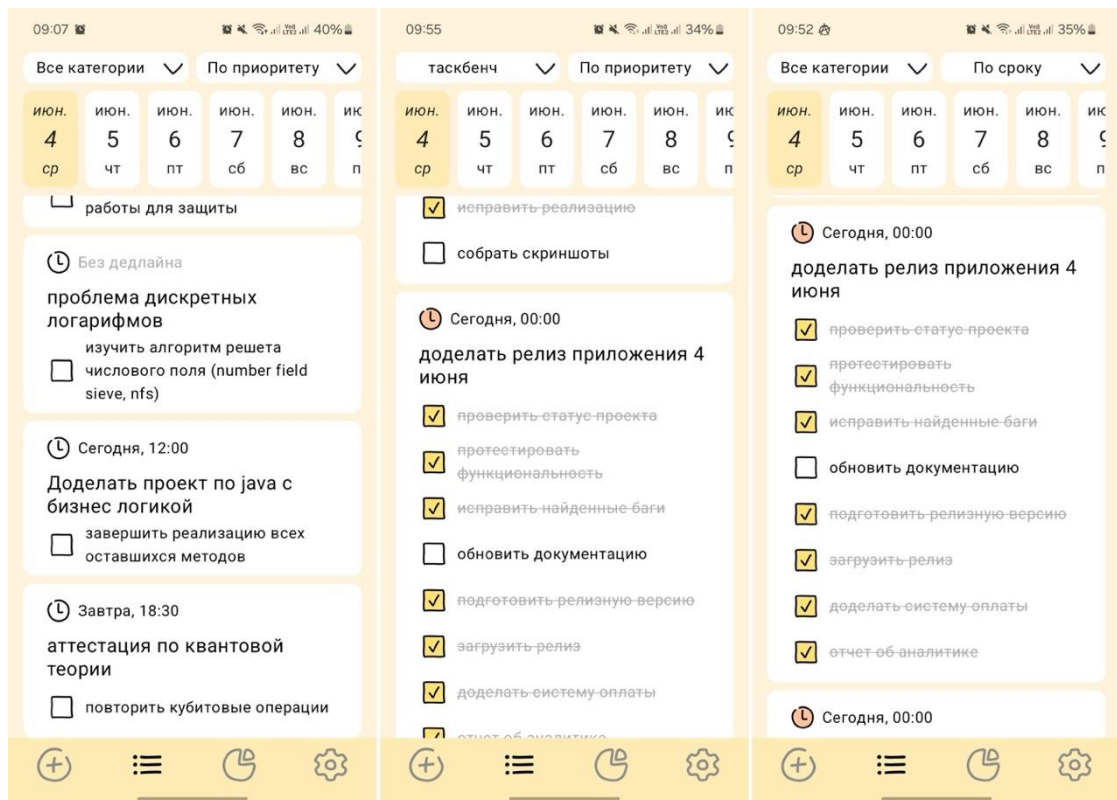 09:07 40%
Все категории По приоритету
июн. июн. июн. июн. июн.
4 5 6 7 8
ср чт пт сб вс
работы для защиты
Без дедлайна
проблема дискретных
логарифмов
изучить алгоритм решета
числового поля (number field
sieve, nfs)
Сегодня, 12:00
Доделать проект по java с
бизнес логикой
завершить реализацию всех
оставшихся методов
Завтра, 18:30
аттестация по квантовой
теории
повторить кубитовые операции
09:55 34%
таскбенч По приоритету
июн. июн. июн. июн. июн.
4 5 6 7 8
ср чт пт сб вс
исправить реализацию
собрать скриншоты
Сегодня, 00:00
доделать релиз приложения 4
июня
проверить статус проекта
протестировать
функциональность
исправить найденные баги
обновить документацию
подготовить релизную версию
загрузить релиз
доделать систему оплаты
отчет об аналитике
09:52 35%
Все категории По сроку
июн. июн. июн. июн. июн.
4 5 6 7 8
ср чт пт сб вс
Сегодня, 00:00
доделать релиз приложения 4
июня
проверить статус проекта
протестировать
функциональность
исправить найденные баги
обновить документацию
подготовить релизную версию
загрузить релиз
доделать систему оплаты
отчет об аналитике
Сегодня, 00:00